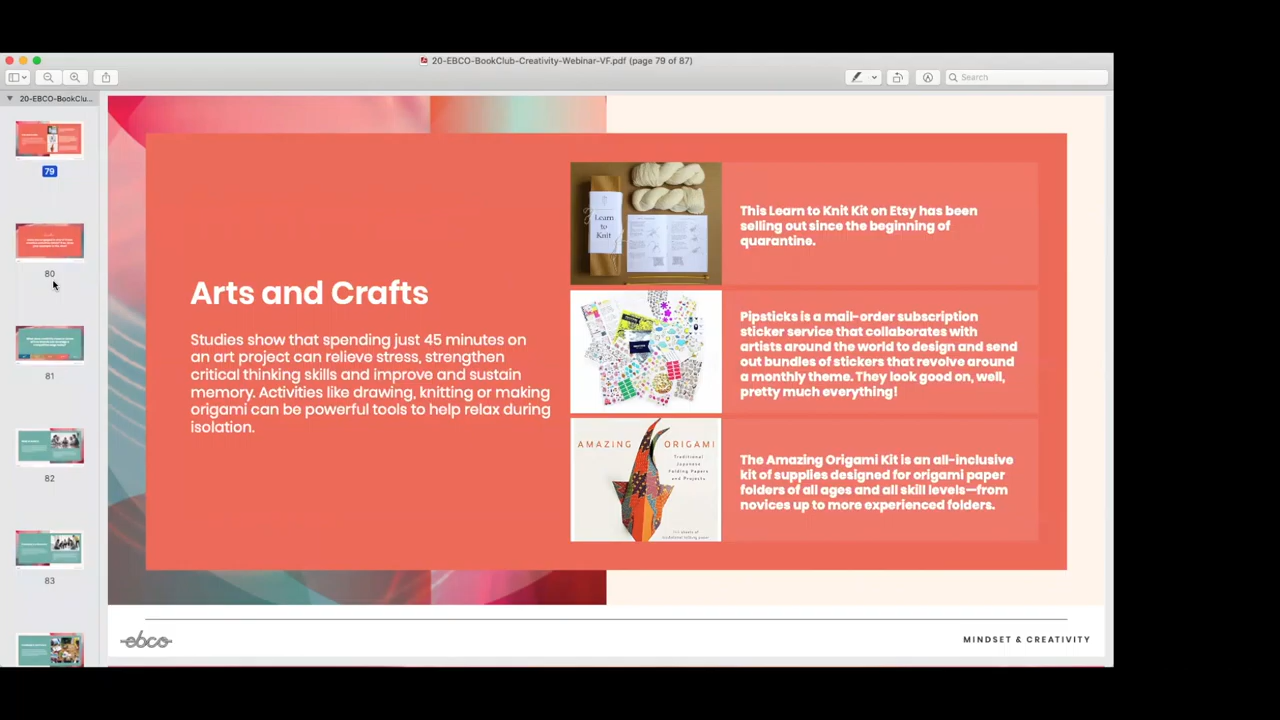 20-EBCO-BookClub-Creativity-Webinar-VF.pdf (page 79 of 87)
Search
20-EBCO-BookClu...
79
80
81
82
83
Arts and Crafts
Studies show that spending just 45 minutes on
an art project can relieve stress, strengthen
critical thinking skills and improve and sustain
memory. Activities like drawing, knitting or making
origami can be powerful tools to help relax during
isolation.
Learn
to
Knit
This Learn to Knit Kit on Etsy has been
selling out since the beginning of
quarantine.
Pipsticks is a mail-order subscription
sticker service that collaborates with
artists around the world to design and send
out bundles of stickers that revolve around
a monthly theme. They look good on, well,
pretty much everything!
AMAZING ORIGAMI
Traditional
Japanese
Folding Papers
and Projects
The Amazing Origami Kit is an all-inclusive
kit of supplies designed for origami paper
folders of all ages and all skill levels—from
novices up to more experienced folders.
ebco
MINDSET & CREATIVITY